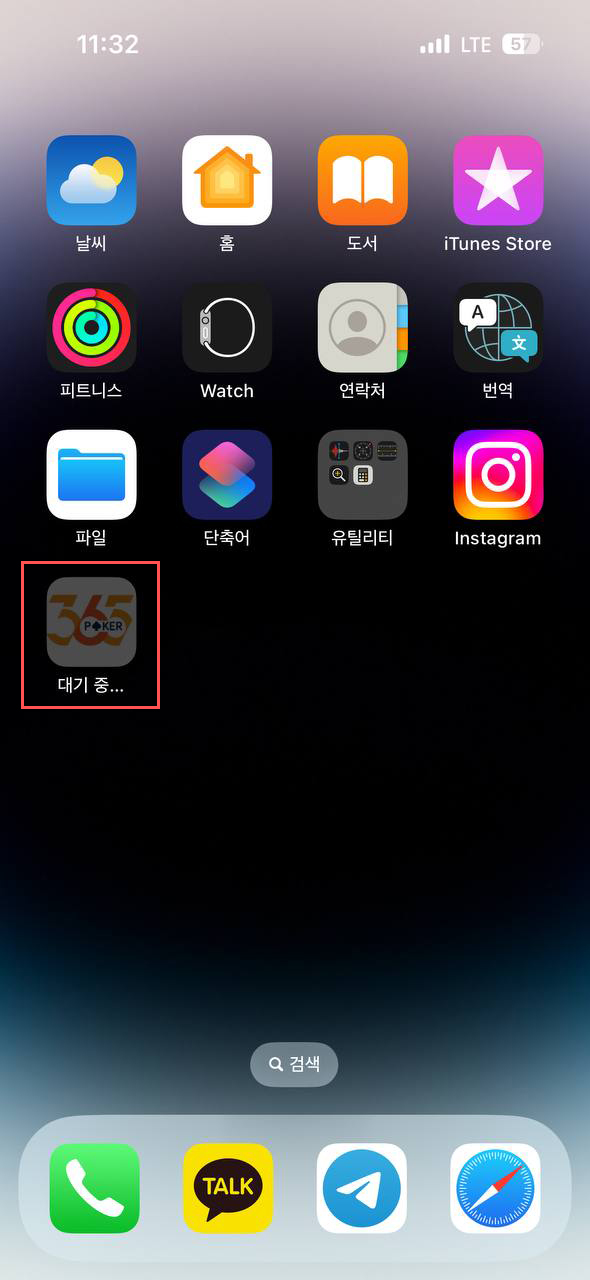 11:32 LTE 57
날씨 홈 도서 iTunes Store
A 文
피트니스 Watch 연락처 번역
파일 단축어 유틸리티 Instagram
365
POKER
대기 중...
검색
TALK